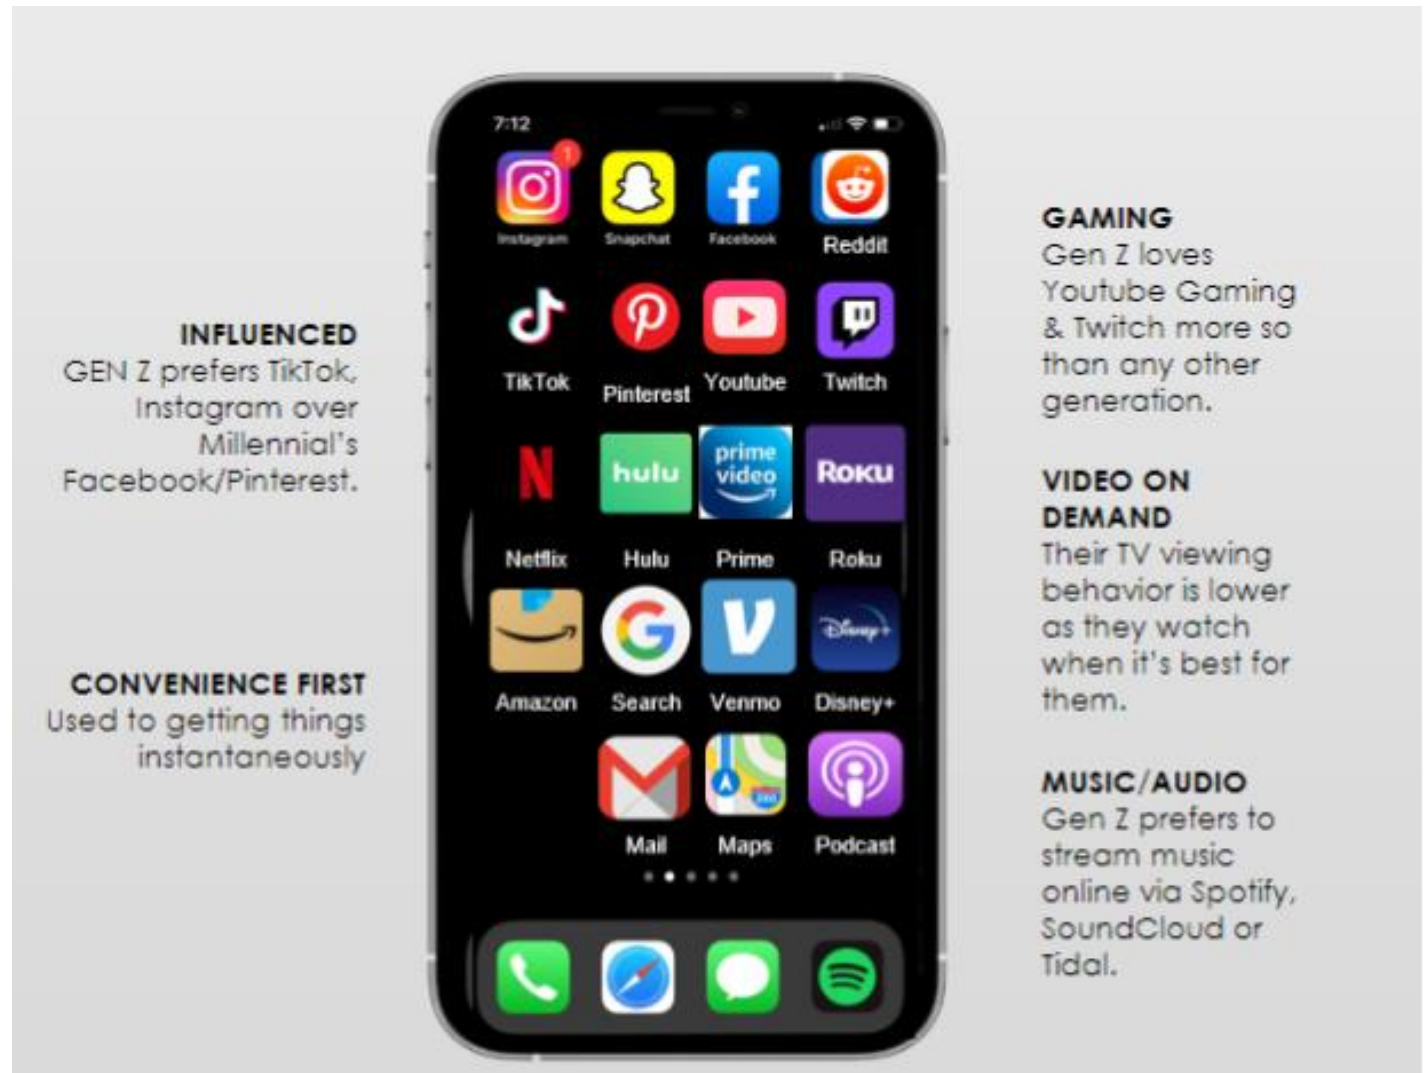 INFLUENCED
GEN Z prefers TikTok,
Instagram over
Millennial's
Facebook/Pinterest.
CONVENIENCE FIRST
Used to getting things
instantaneously
7:12
1
Instagram Snapchat Facebook Reddit
TikTok Pinterest Youtube Twitch
hulu prime video ROKU
Netflix Hulu Prime Roku
Disney+
Amazon Search Venmo Disney+
280
Mail Maps Podcast
GAMING
Gen Z loves
Youtube Gaming
& Twitch more so
than any other
generation.
VIDEO ON
DEMAND
Their TV viewing
behavior is lower
as they watch
when it's best for
them.
MUSIC/AUDIO
Gen Z prefers to
stream music
online via Spotify,
SoundCloud or
Tidal.